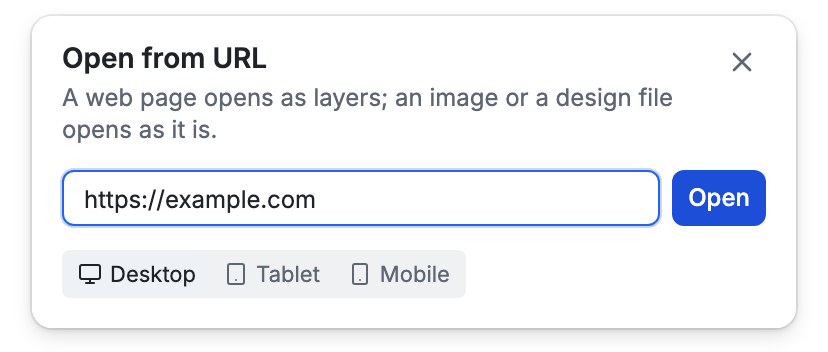 Open from URL
A web page opens as layers; an image or a design file
opens as it is.
https://example.com
Open
Desktop
Tablet
Mobile